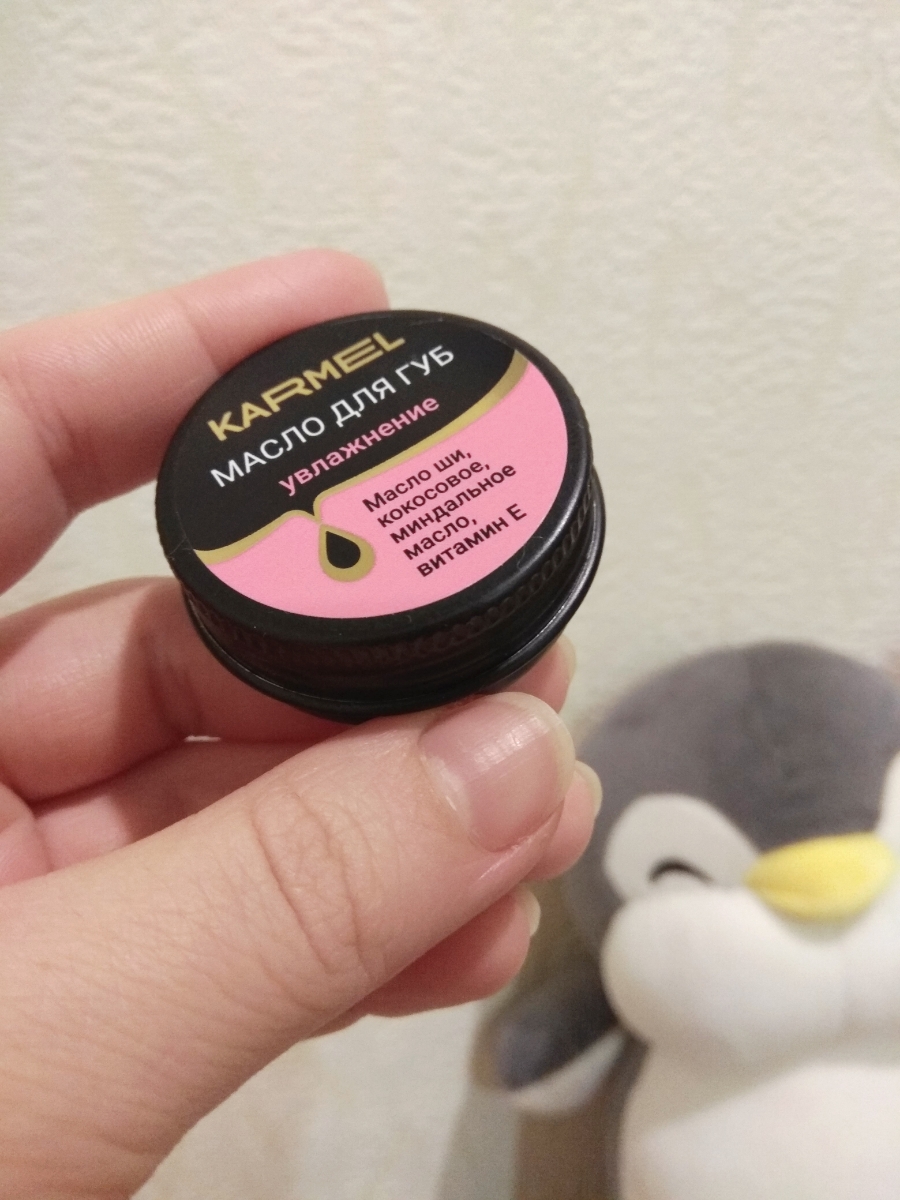 KARMEL
МАСЛО ДЛЯ ГУБ
увлажнение
Масло ши,
кокосовое,
миндальное
масло,
витамин Е